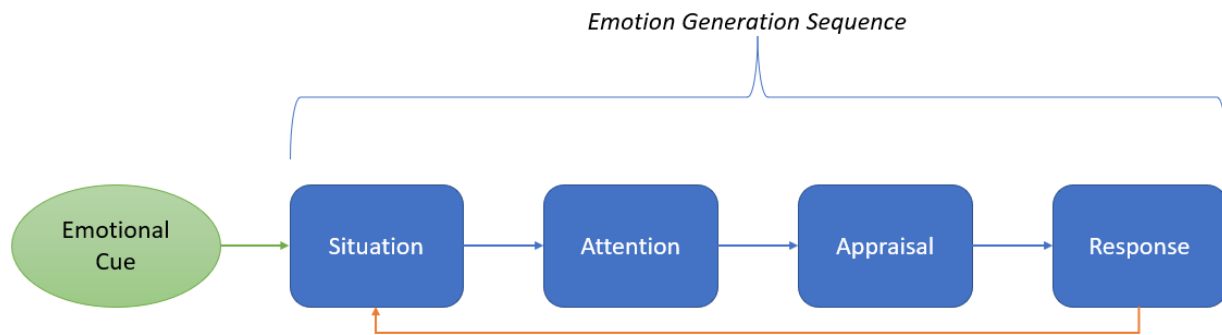 Emotion Generation Sequence
Emotional
Cue
Situation
Attention
Appraisal
Response